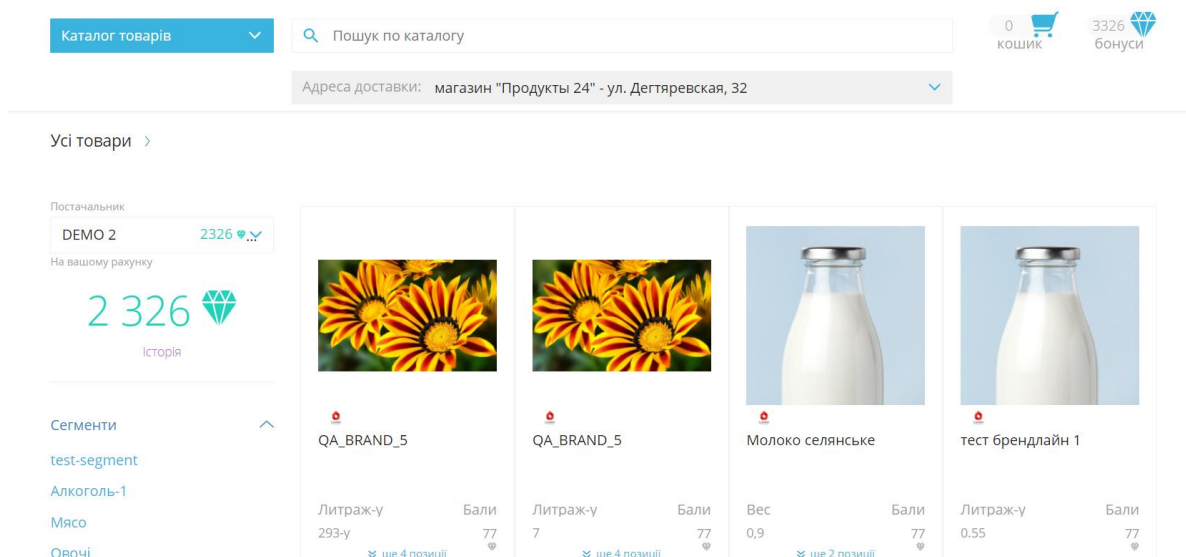 Каталог товарів
Пошук по каталогу
0
кошик
3326
бонуси
Адреса доставки: магазин "Продукты 24" - ул. Дегтяревская, 32
Усі товари
Постачальник
DEMO 2 2326 ...
На вашому рахунку
2 326
Історія
Сегменти
test-segment
Алкоголь-1
Мясо
Овочі
QA_BRAND_5
Литраж-у Бали
293-у 77
ще 4 позиції
QA_BRAND_5
Литраж-у Бали
7 77
ще 4 позиції
Молоко селянське
Вес Бали
0,9 77
ще 2 позиції
тест брендлайн 1
Литраж-у Бали
0.55 77